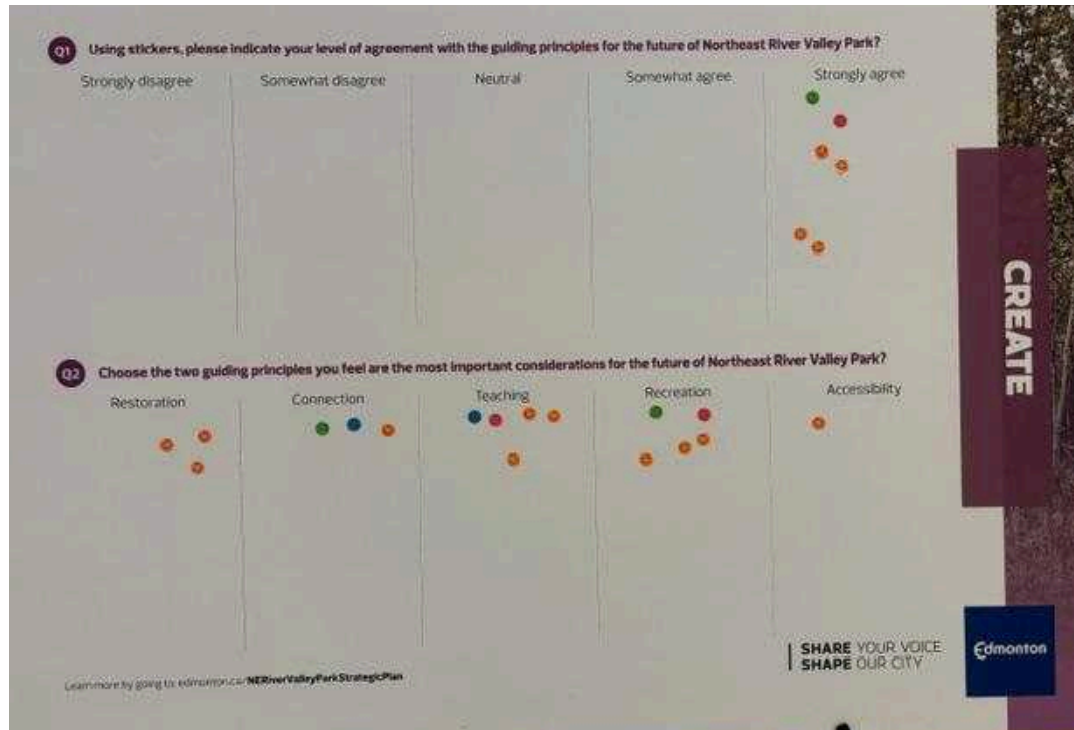 Q1 Using stickers, please indicate your level of agreement with the guiding principles for the future of Northeast River Valley Park?
Strongly disagree Somewhat disagree Neutral Somewhat agree Strongly agree
CREATE
Q2 Choose the two guiding principles you feel are the most important considerations for the future of Northeast River Valley Park?
Restoration Connection Teaching Recreation Accessibility
SHARE YOUR VOICE
SHAPE OUR CITY
Edmonton
Learn more by going to: edmonton.ca/NERiverValleyParkStrategicPlan